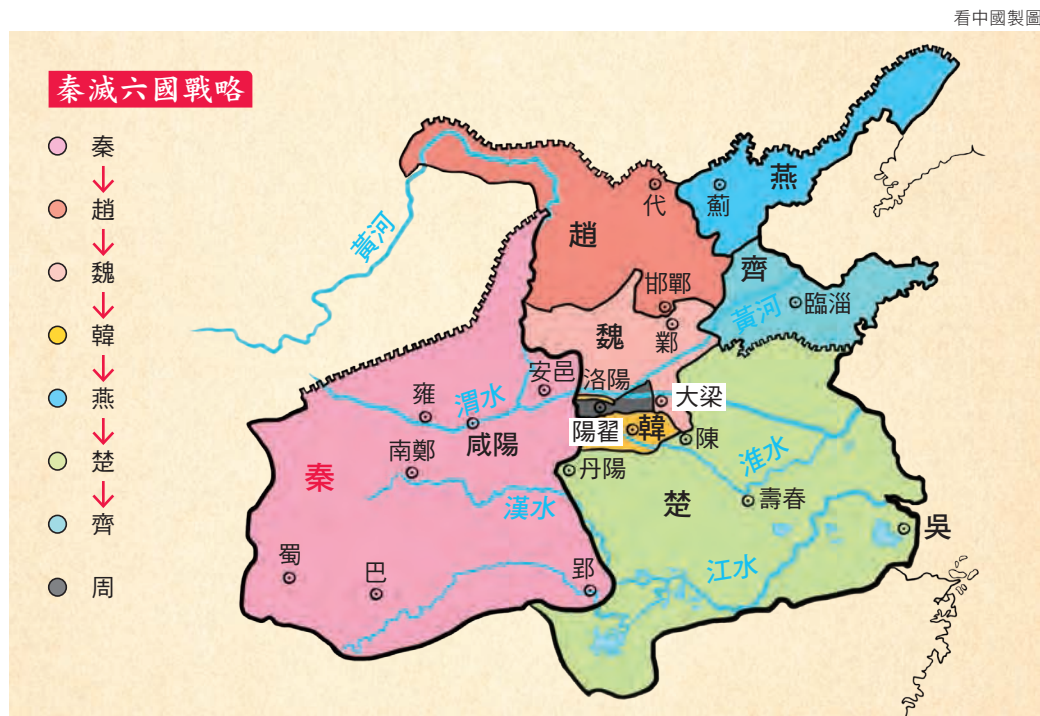 看中國製圖
秦滅六國戰略
秦
趙
魏
韓
燕
楚
齊
周
黃河
代
薊
燕
趙
齊
邯鄲
臨淄
黃河
魏
鄴
安邑
洛陽
大梁
雍
渭水
咸陽
陽翟
韓
陳
南鄭
丹陽
淮水
秦
漢水
楚
壽春
吳
蜀
巴
郢
江水